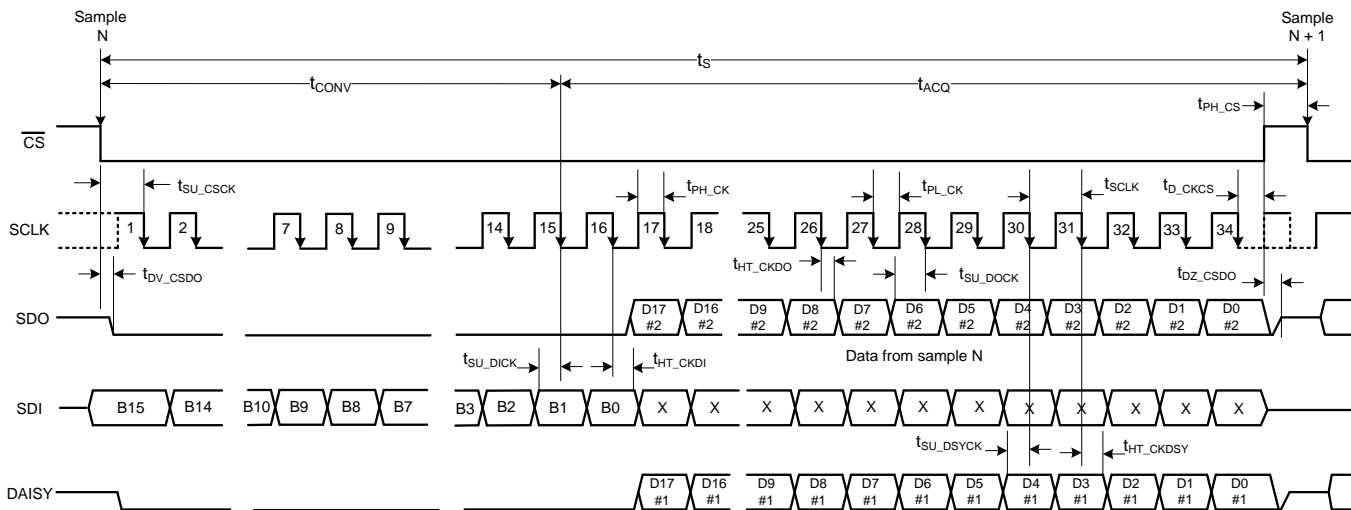 Sample
N
Sample
N + 1
tS
tCONV
tACQ
tPH_CS
CS
tSU_CSCK
tPH_CK
tPL_CK
tSCLK
tD_CKCS
SCLK
1 2 7 8 9 14 15 16 17 18 25 26 27 28 29 30 31 32 33 34
tDV_CSDO
tHT_CKDO
tSU_DOCK
tDZ_CSDO
SDO
D17 D16 D9 D8 D7 D6 D5 D4 D3 D2 D1 D0
#2 #2 #2 #2 #2 #2 #2 #2 #2 #2 #2 #2
tSU_DICK
tHT_CKDI
Data from sample N
SDI
B15 B14 B10 B9 B8 B7 B3 B2 B1 B0 X X X X X X X X X X X X
tSU_DSYCK
tHT_CKDSY
DAISY
D17 D16 D9 D8 D7 D6 D5 D4 D3 D2 D1 D0
#1 #1 #1 #1 #1 #1 #1 #1 #1 #1 #1 #1